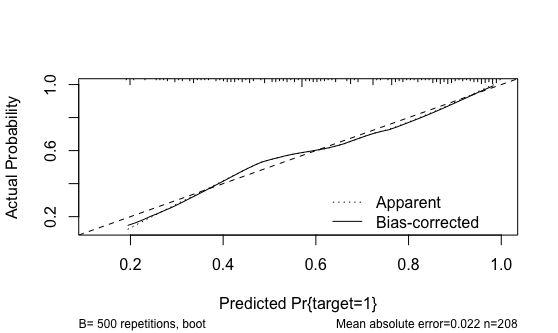 1.0
0.6
0.2
Actual Probability
Apparent
Bias-corrected
0.2 0.4 0.6 0.8 1.0
Predicted Pr{target=1}
B= 500 repetitions, boot Mean absolute error=0.022 n=208